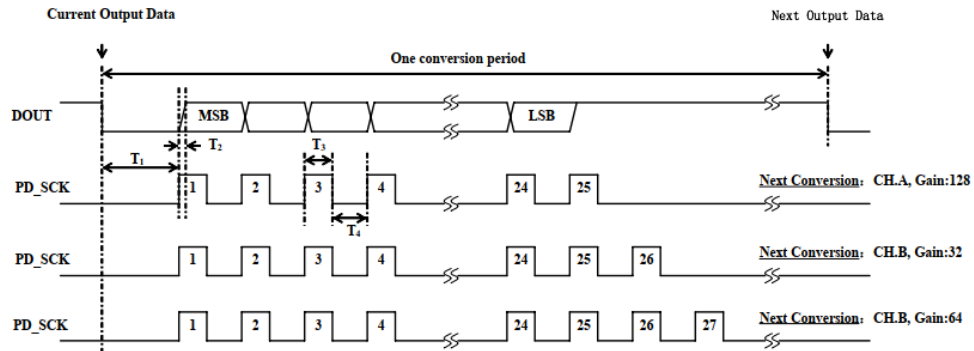 Current Output Data
Next Output Data
One conversion period
DOUT
MSB
LSB
T1
T2
T3
PD_SCK
1
2
3
4
24
25
Next Conversion: CH.A, Gain:128
T4
PD_SCK
1
2
3
4
24
25
26
Next Conversion: CH.B, Gain:32
PD_SCK
1
2
3
4
24
25
26
27
Next Conversion: CH.B, Gain:64